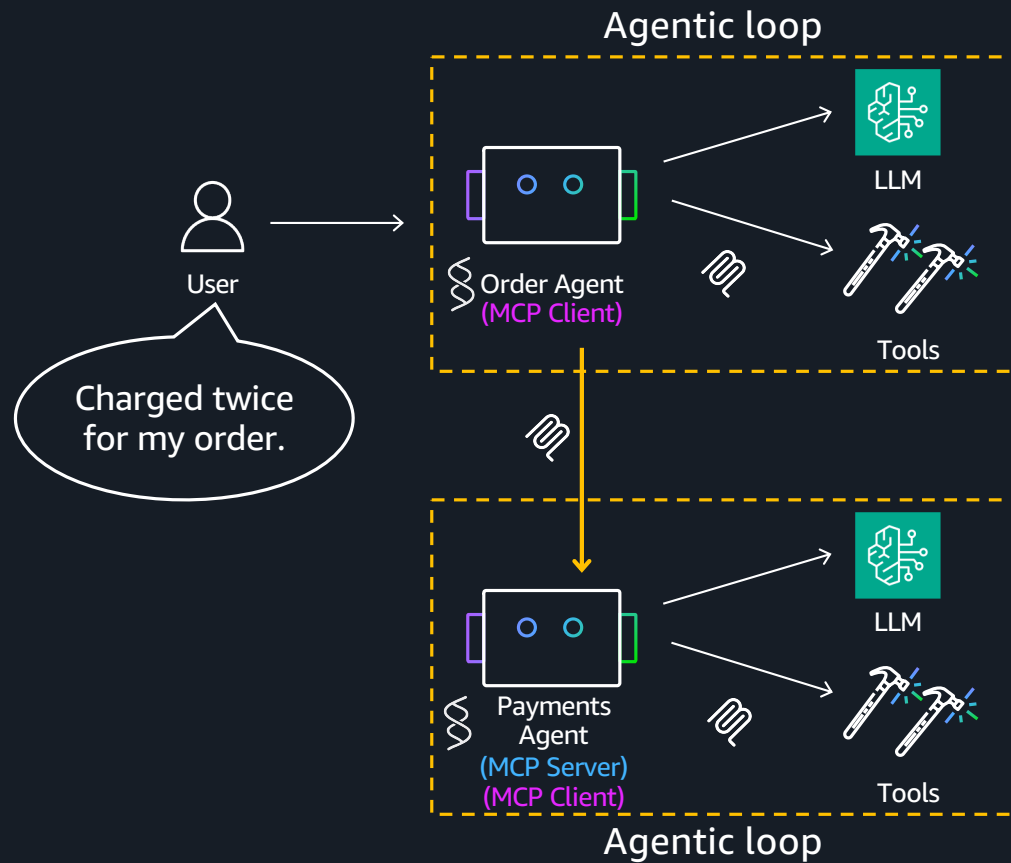 Agentic loop
LLM
User
Order Agent
(MCP Client)
Tools
Charged twice
for my order.
LLM
Payments
Agent
(MCP Server)
(MCP Client)
Tools
Agentic loop